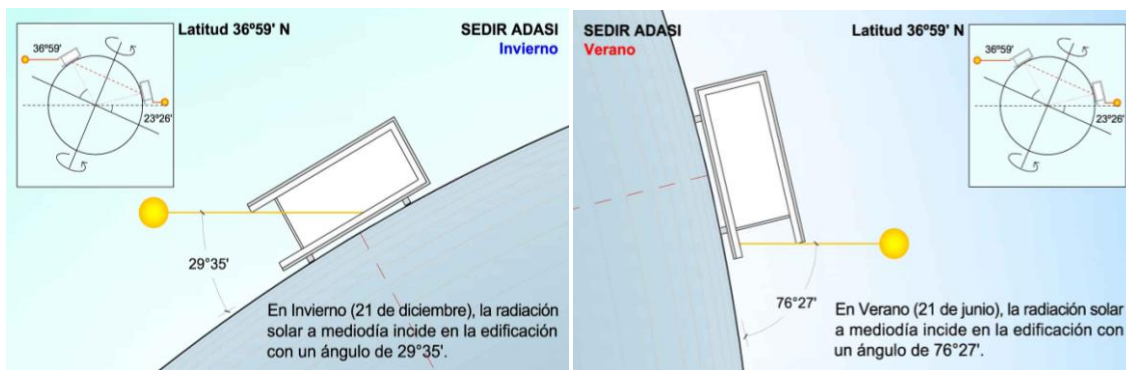 Latitud 36º59' N
SEDIR ADASI
Invierno
36º59'
23º26'
29°35'
En Invierno (21 de diciembre), la radiación
solar a mediodía incide en la edificación
con un ángulo de 29°35'.
SEDIR ADASI
Verano
Latitud 36º59' N
36º59'
23º26'
76°27'
En Verano (21 de junio), la radiación solar
a mediodía incide en la edificación con
un ángulo de 76°27'.